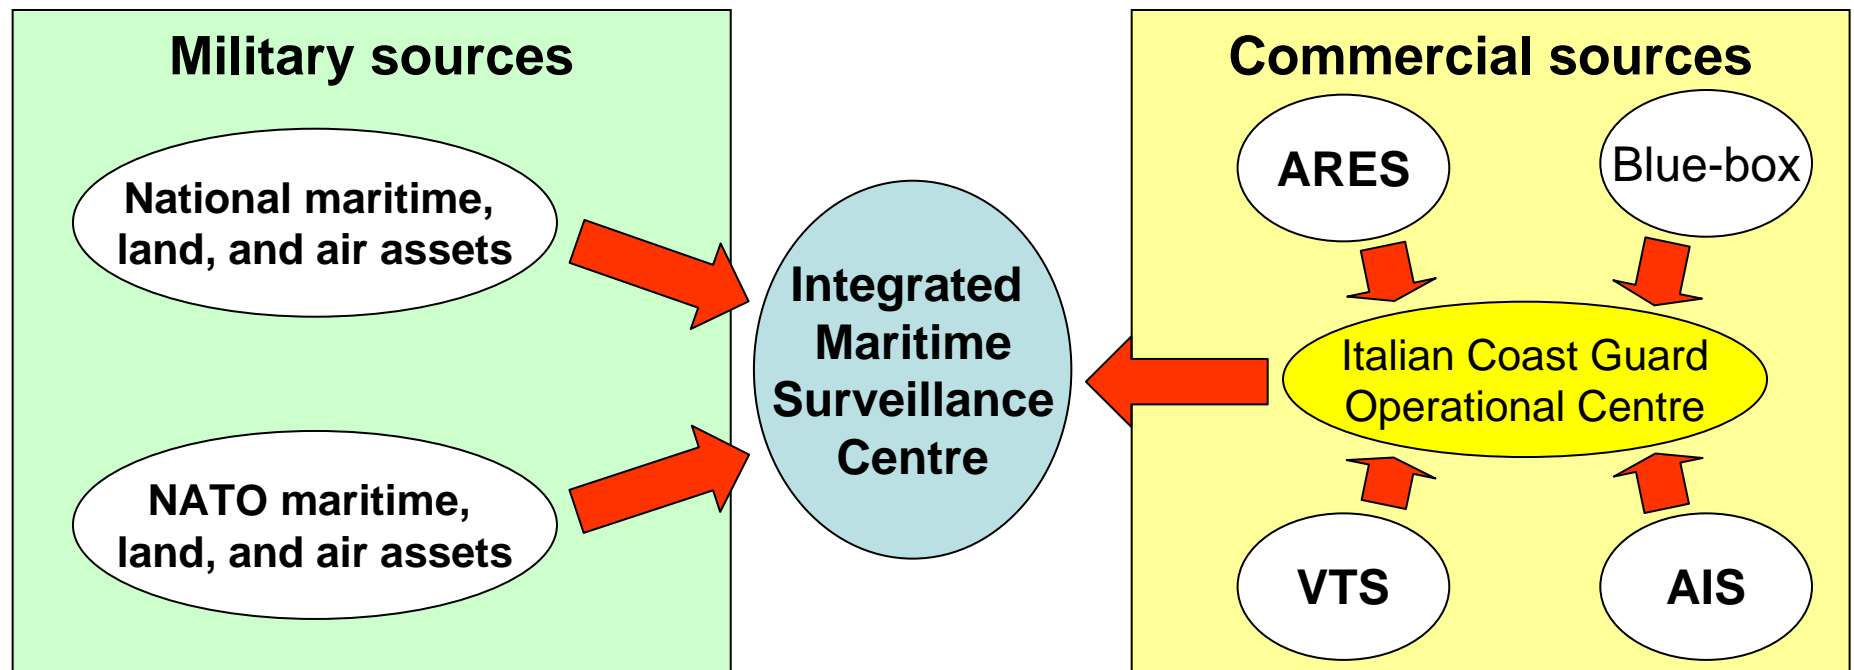 Military sources
National maritime,
land, and air assets
NATO maritime,
land, and air assets
Integrated
Maritime
Surveillance
Centre
Commercial sources
ARES
Blue-box
Italian Coast Guard
Operational Centre
VTS
AIS